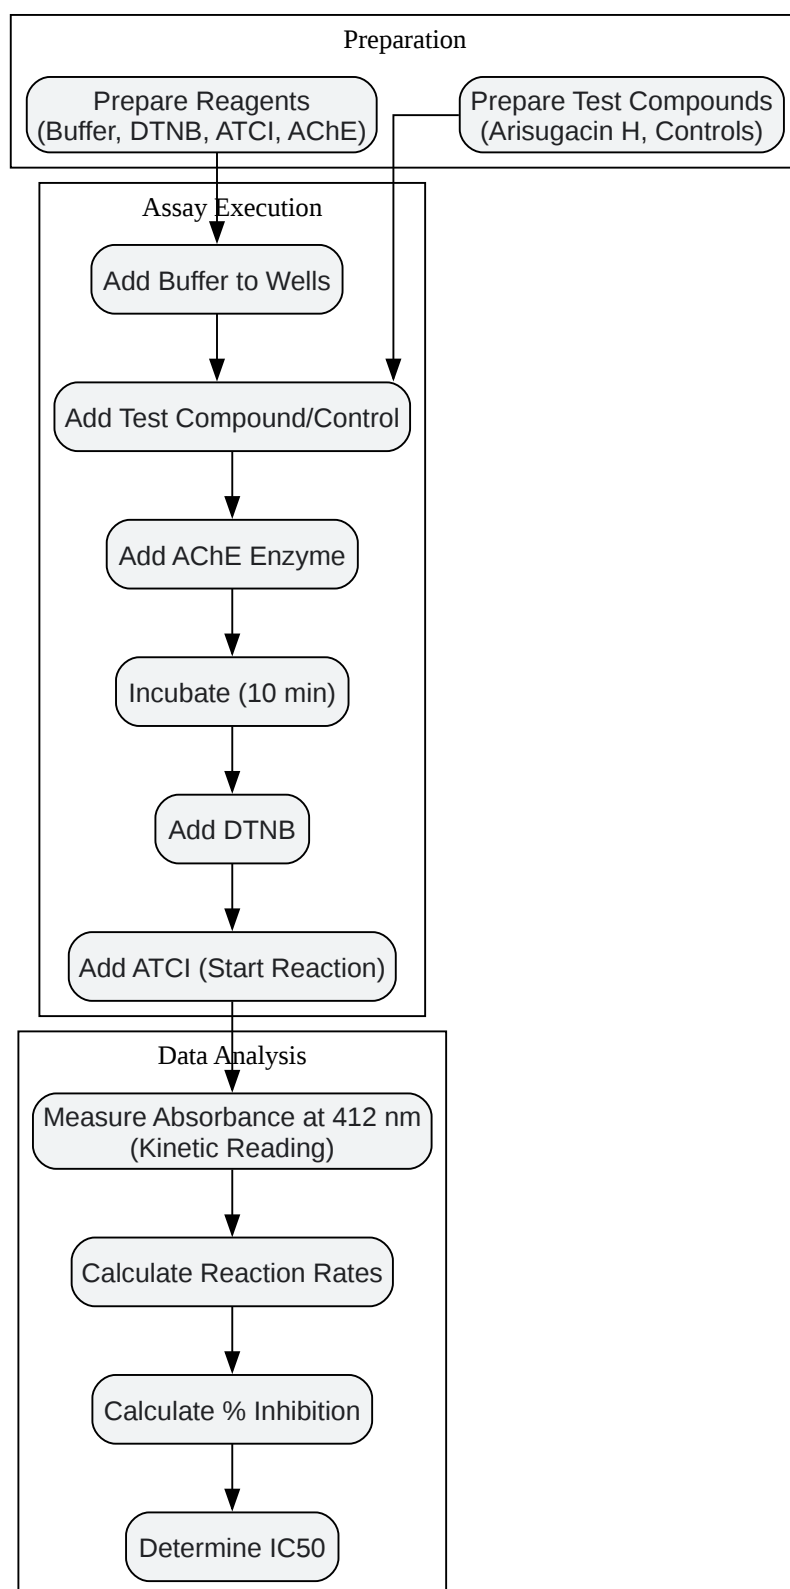 Preparation
Prepare Reagents
(Buffer, DTNB, ATCI, AChE)
Prepare Test Compounds
(Arisugacin H, Controls)
Assay Execution
Add Buffer to Wells
Add Test Compound/Control
Add AChE Enzyme
Incubate (10 min)
Add DTNB
Add ATCI (Start Reaction)
Data Analysis
Measure Absorbance at 412 nm
(Kinetic Reading)
Calculate Reaction Rates
Calculate % Inhibition
Determine IC50